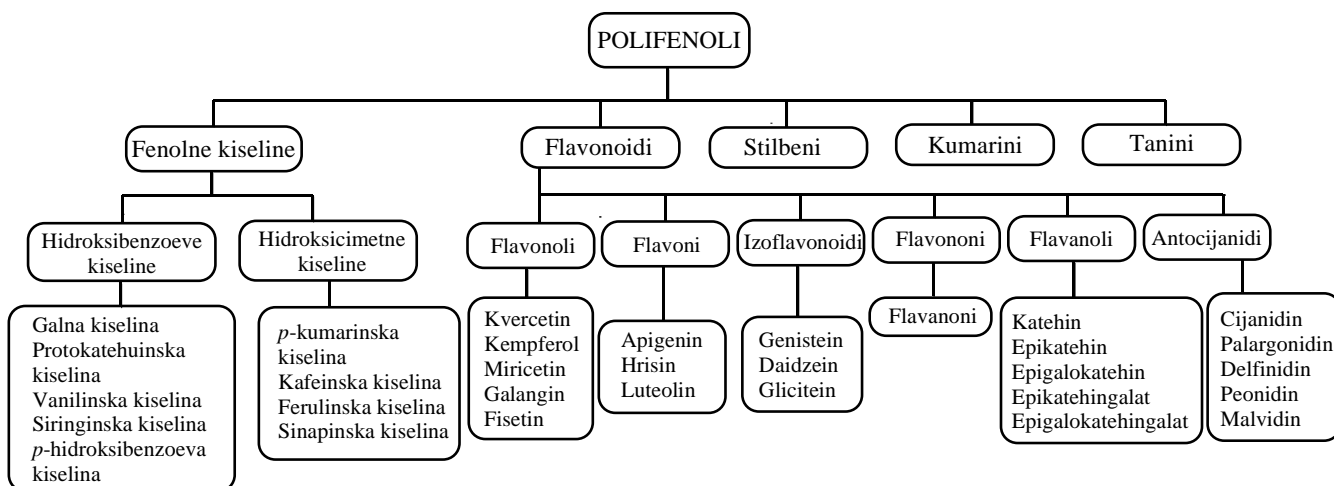 POLIFENOLI
Fenolne kiseline
Flavonoidi
Stilbeni
Kumarini
Tanini
Hidroksibenzoeve
kiseline
Hidroksicimetne
kiseline
Flavonoli
Flavoni
Izoflavonoidi
Flavononi
Flavanoli
Antocijanidi
Galna kiselina
Protokatehuinska
kiselina
Vanilinska kiselina
Siringinska kiselina
p-hidroksibenzoeva
kiselina
p-kumarinska
kiselina
Kafeinska kiselina
Ferulinska kiselina
Sinapinska kiselina
Kvercetin
Kempferol
Miricetin
Galangin
Fisetin
Apigenin
Hrisin
Luteolin
Genistein
Daidzein
Glicitein
Flavanoni
Katehin
Epikatehin
Epigalokatehin
Epikatehingalat
Epigalokatehingalat
Cijanidin
Palargonidin
Delfinidin
Peonidin
Malvidin